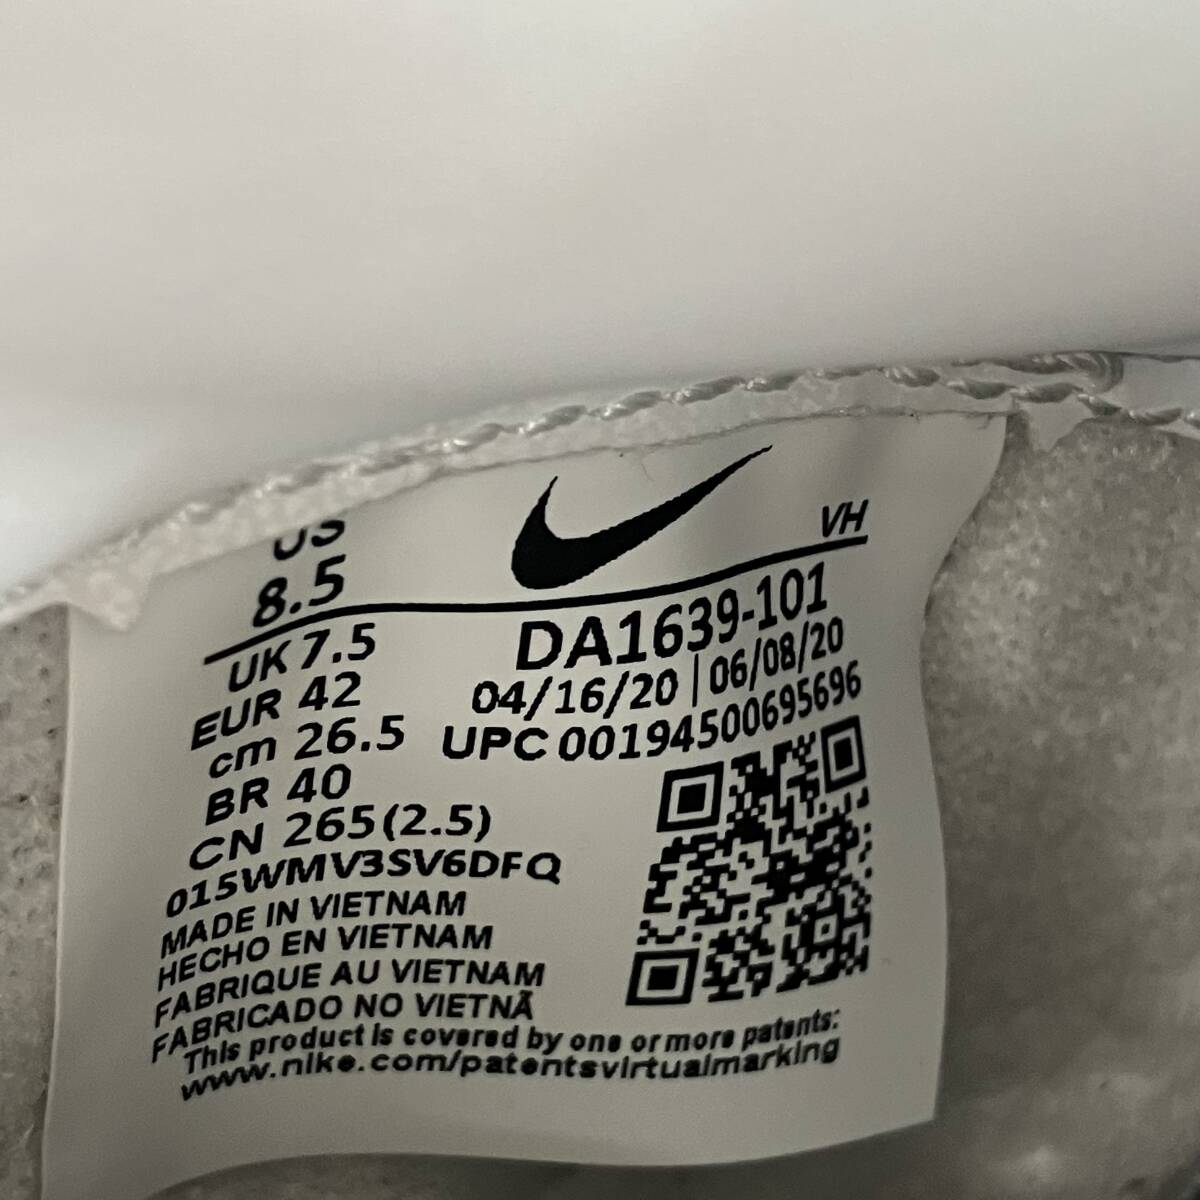 US
8.5
VH
UK 7.5
EUR 42
cm 26.5
BR 40
CN 265(2.5)
DA1639-101
04/16/20 | 06/08/20
UPC 00194500695696
015WMV3SV6DFQ
MADE IN VIETNAM
HECHO EN VIETNAM
FABRIQUE AU VIETNAM
FABRICADO NO VIETNÃ
This product is covered by one or more patents:
www.nike.com/patentsvirtualmarking